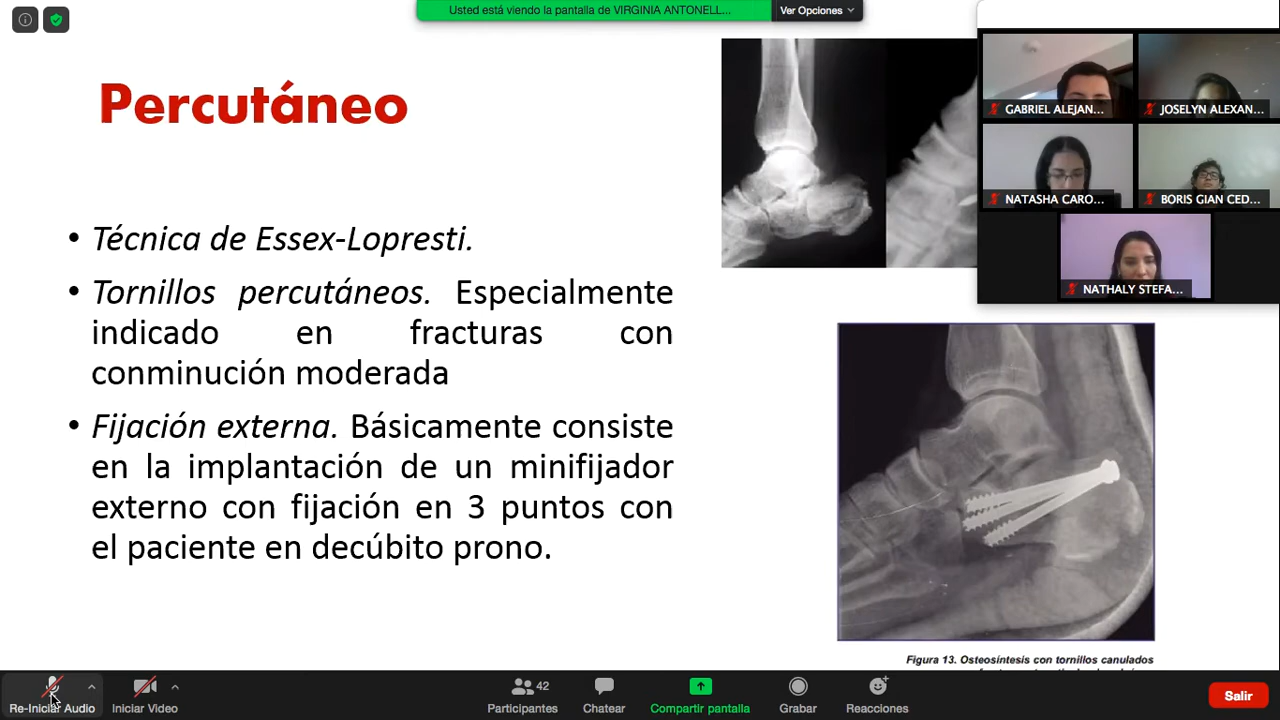 Usted está viendo la pantalla de VIRGINIA ANTONELL...
Ver Opciones
Percutáneo
• Técnica de Essex-Lopresti.
• Tornillos percutáneos. Especialmente
indicado en fracturas con
conminución moderada
• Fijación externa. Básicamente consiste
en la implantación de un minifijador
externo con fijación en 3 puntos con
el paciente en decúbito prono.
GABRIEL ALEJAN...
JOSELYN ALEXAN...
NATASHA CARO...
BORIS GIAN CED...
NATHALY STEFA...
Figura 13. Osteosíntesis con tornillos canulados
Re-Iniciar Audio
Iniciar Video
42
Participantes
Chatear
Compartir pantalla
Grabar
Reacciones
Salir